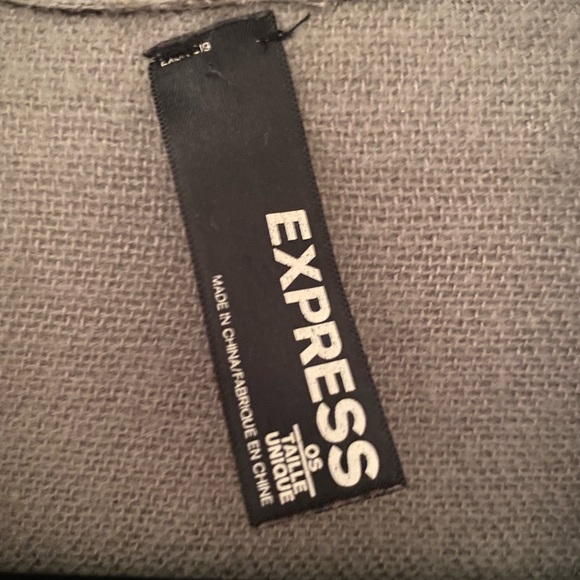 EXPRESS
OS
TAILLE
UNIQUE
MADE IN CHINA/FABRIQUE EN CHINE